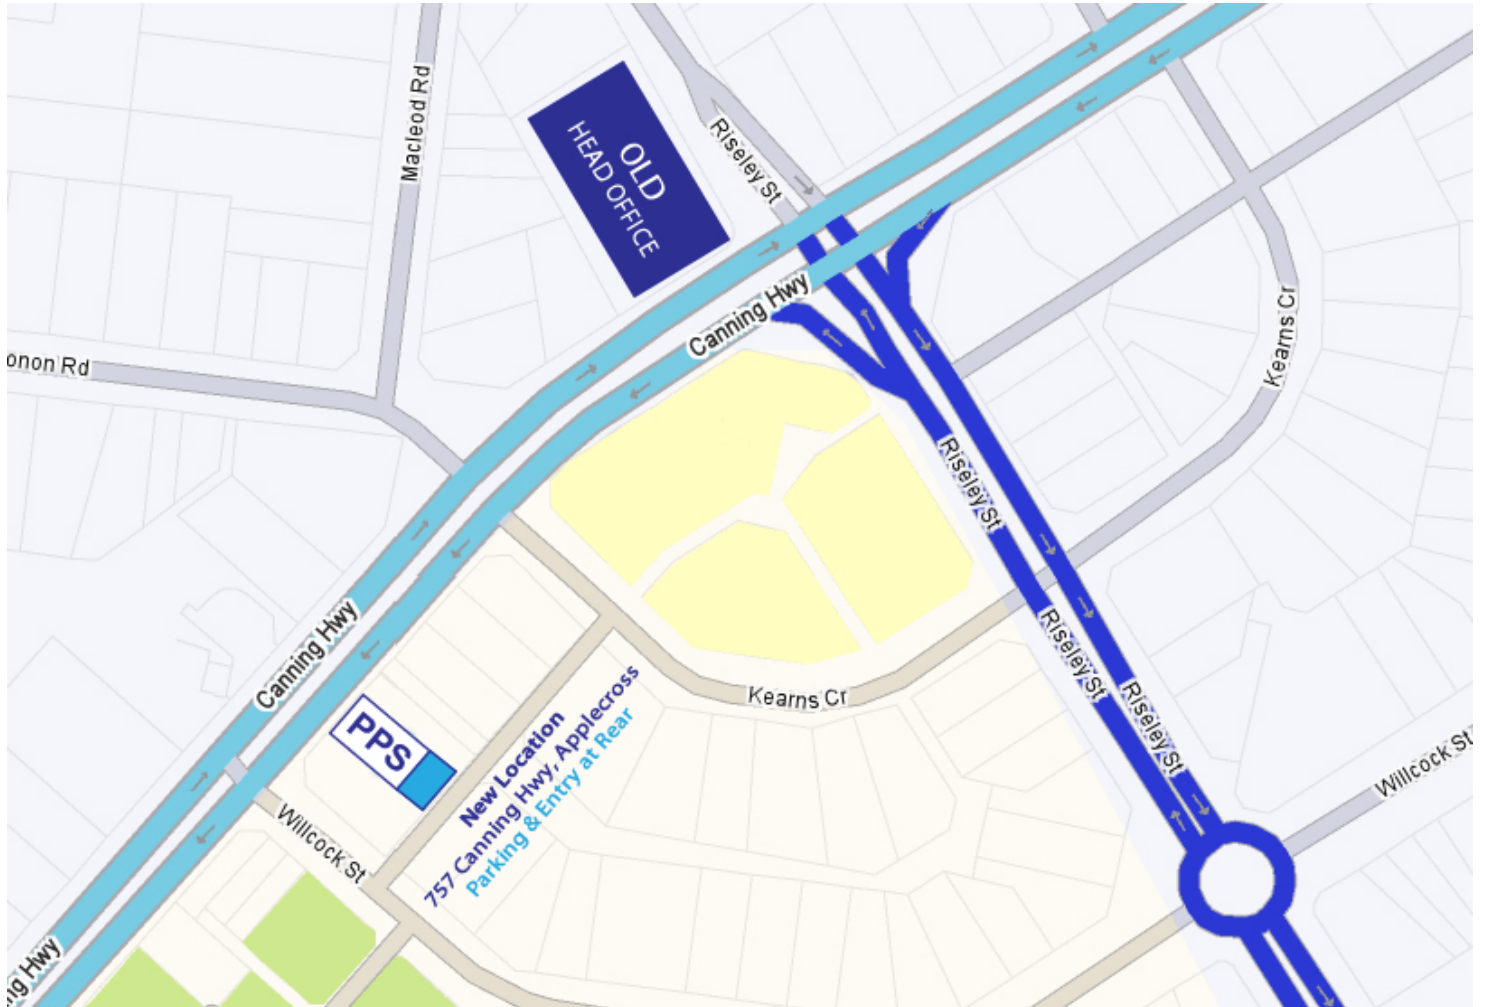 Macleod Rd
Riseley St
OLD
HEAD OFFICE
Canning Hwy
onon Rd
Kearns Cr
Riseley St
Canning Hwy
Riseley St
Kearns Cr
Riseley St
PPS
New Location
757 Canning Hwy, Applecross
Parking & Entry at Rear
Willcock St
Willcock St
ng Hwy